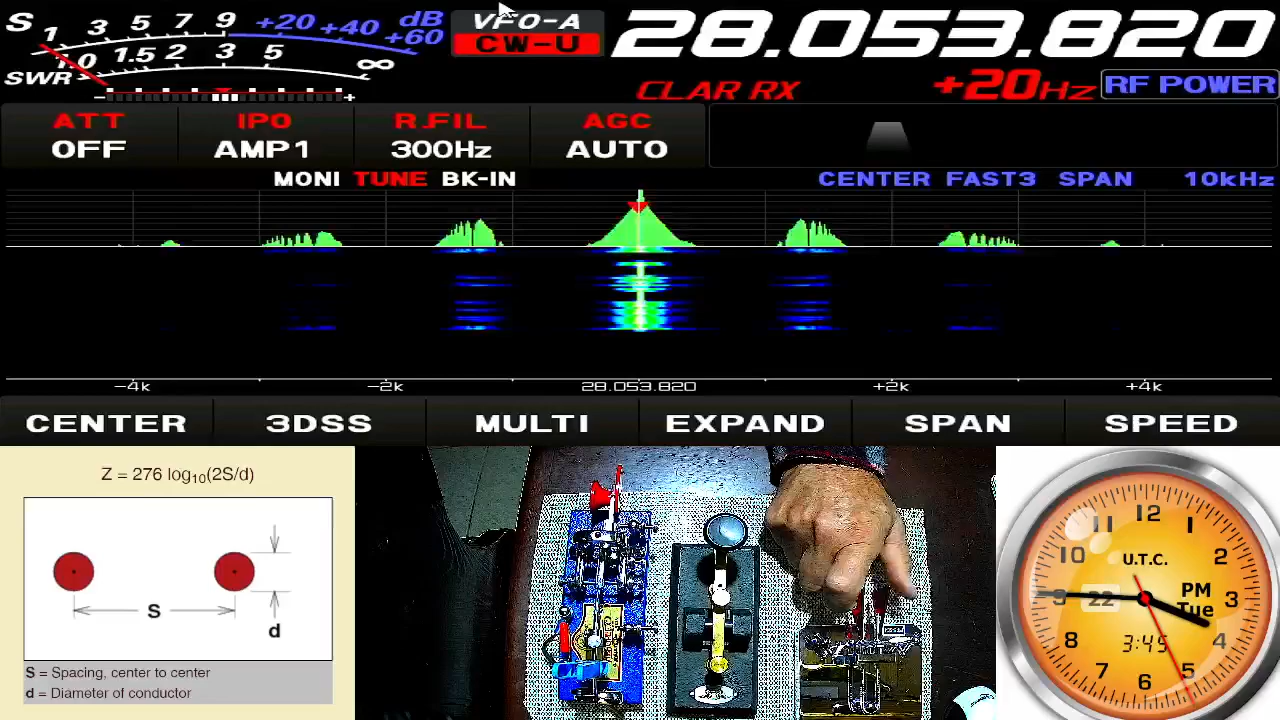 S 1 3 5 7 9 +20 +40 +60 dB
SWR 1.0 1.5 2 3 5 ∞
- +
VFO-A
CW-U
28.053.820
CLAR RX +20Hz RF POWER
ATT IPO R.FIL AGC
OFF AMP1 300Hz AUTO
MONI TUNE BK-IN CENTER FAST3 SPAN 10kHz
-4k -2k 28.053.820 +2k +4k
CENTER 3DSS MULTI EXPAND SPAN SPEED
Z = 276 log10(2S/d)
S
d
S = Spacing, center to center
d = Diameter of conductor
12
11 1
10 2
U.T.C.
9 22 PM 3
Tue
8 3:45 4
7 5
6